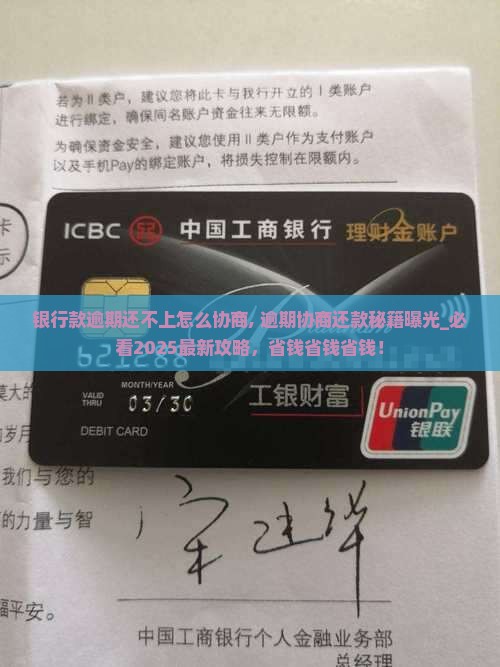 若为Ⅱ类户，建议您将此卡与我行开立的Ⅰ类账户
进行绑定，确保同名账户资金往来无限额。
为确保资金安全，建议您使用Ⅱ类户作为支付账户
以及手机Pay的绑定账户，将损失控制在限额内。
卡
示
ICBC 中国工商银行 理财金账户
银行款逾期还不上怎么协商, 逾期协商还款秘籍曝光_必
看2025最新攻略，省钱省钱省钱！
621288
VALID
THRU
MONTH/YEAR
03/30
工银财富
DEBIT CARD
UnionPay
银联
莫大的
岁月
我们与您的
的力量与智
福平安。
中国工商银行个人金融业务部
总经理